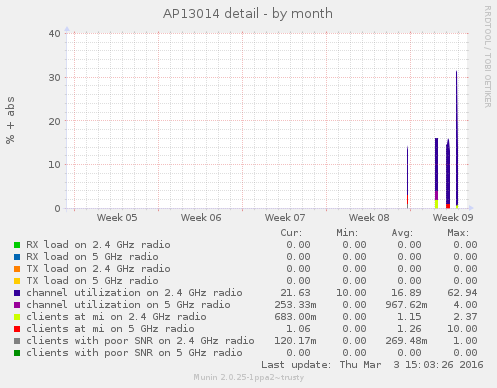 AP13014 detail - by month
RRDTOOL / TOBI OETIKER
% + abs
40
30
20
10
0
Week 05 Week 06 Week 07 Week 08 Week 09
Cur: Min: Avg: Max:
RX load on 2.4 GHz radio 0.00 0.00 0.00 0.00
RX load on 5 GHz radio 0.00 0.00 0.00 0.00
TX load on 2.4 GHz radio 0.00 0.00 0.00 0.00
TX load on 5 GHz radio 0.00 0.00 0.00 0.00
channel utilization on 2.4 GHz radio 21.63 10.00 16.89 62.94
channel utilization on 5 GHz radio 253.33m 0.00 967.62m 4.00
clients at mi on 2.4 GHz radio 683.00m 0.00 1.15 2.37
clients at mi on 5 GHz radio 1.06 0.00 1.26 10.00
clients with poor SNR on 2.4 GHz radio 120.17m 0.00 269.48m 1.00
clients with poor SNR on 5 GHz radio 0.00 0.00 0.00 0.00
Last update: Thu Mar 3 15:03:26 2016
Munin 2.0.25-1ppa2~trusty